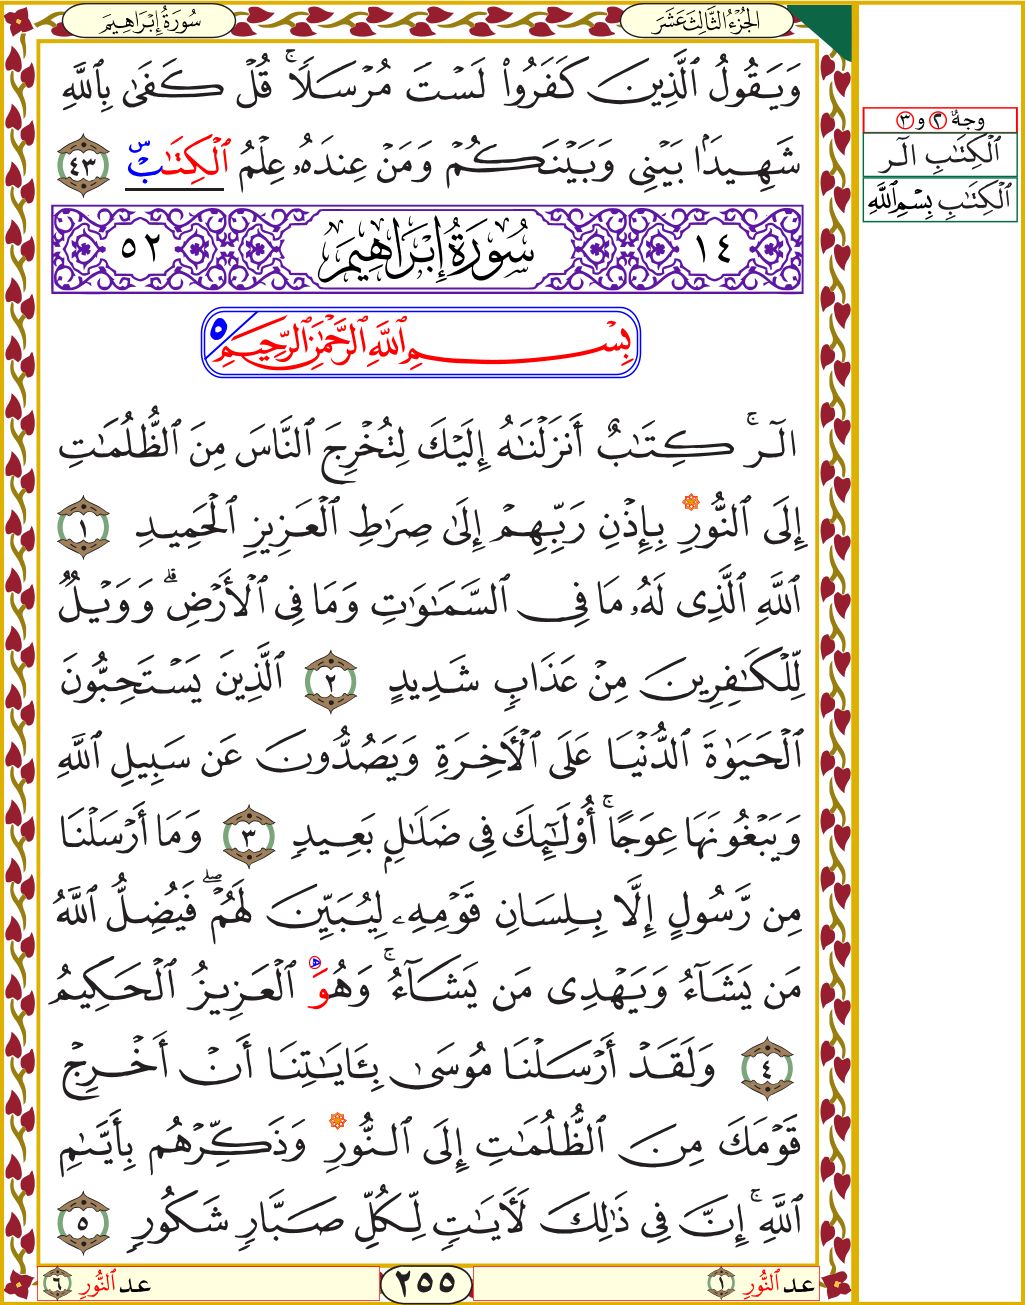 سُورَةُ إِبْرَاهِيمَ
الجُزْءُ الثَّالِثَ عَشَرَ
وَيَقُولُ ٱلَّذِينَ كَفَرُواْ لَسْتَ مُرْسَلًاۚ قُلْ كَفَىٰ بِٱللَّهِ
شَهِيدَۢا بَيْنِى وَبَيْنَكُمْ وَمَنْ عِندَهُۥ عِلْمُ ٱلْكِتَٰبْ س ٤٣
١٤ سُورَةُ إِبْرَاهِيمَ ٥٢
بِسْمِ ٱللَّهِ ٱلرَّحْمَٰنِ ٱلرَّحِيمِ ٥
الٓرۚ كِتَٰبٌ أَنزَلْنَٰهُ إِلَيْكَ لِتُخْرِجَ ٱلنَّاسَ مِنَ ٱلظُّلُمَٰتِ
إِلَى ٱلنُّورِ بِإِذْنِ رَبِّهِمْ إِلَىٰ صِرَٰطِ ٱلْعَزِيزِ ٱلْحَمِيدِ ١
ٱللَّهِ ٱلَّذِى لَهُۥ مَا فِى ٱلسَّمَٰوَٰتِ وَمَا فِى ٱلْأَرْضِۗ وَوَيْلٌ
لِّلْكَٰفِرِينَ مِنْ عَذَابٍ شَدِيدٍ ٢ ٱلَّذِينَ يَسْتَحِبُّونَ
ٱلْحَيَوٰةَ ٱلدُّنْيَا عَلَى ٱلْأَخِرَةِ وَيَصُدُّونَ عَن سَبِيلِ ٱللَّهِ
وَيَبْغُونَهَا عِوَجًاۚ أُوْلَٰٓئِكَ فِى ضَلَٰلِۭ بَعِيدٍ ٣ وَمَا أَرْسَلْنَا
مِن رَّسُولٍ إِلَّا بِلِسَانِ قَوْمِهِۦ لِيُبَيِّنَ لَهُمْۖ فَيُضِلُّ ٱللَّهُ
مَن يَشَآءُ وَيَهْدِى مَن يَشَآءُۚ وَهُوَ ٱلْعَزِيزُ ٱلْحَكِيمُ
٤ وَلَقَدْ أَرْسَلْنَا مُوسَىٰ بِـَٔايَٰتِنَا أَنْ أَخْرِجْ
قَوْمَكَ مِنَ ٱلظُّلُمَٰتِ إِلَى ٱلنُّورِ وَذَكِّرْهُم بِأَيَّىٰمِ
ٱللَّهِۚ إِنَّ فِى ذَٰلِكَ لَأَيَٰتٍ لِّكُلِّ صَبَّارٍ شَكُورٍ ٥
عد ٱلنُّورِ ١
٢٥٥
عد ٱلنُّورِ ٦
وجهُ ٢ و ٣
ٱلْكِتَٰبِ الٓر
ٱلْكِتَٰبِ بِسْمِ ٱللَّهِ